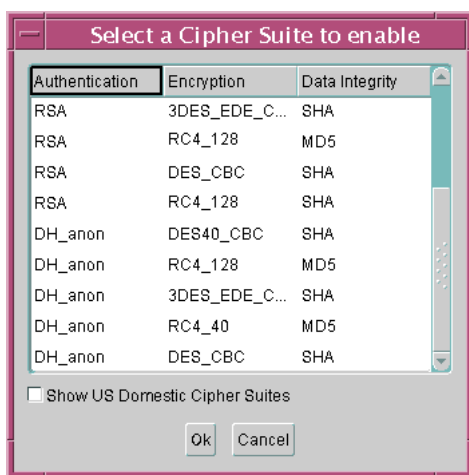 Select a Cipher Suite to enable
Authentication Encryption Data Integrity
RSA 3DES_EDE_C... SHA
RSA RC4_128 MD5
RSA DES_CBC SHA
RSA RC4_128 SHA
DH_anon DES40_CBC SHA
DH_anon RC4_128 MD5
DH_anon 3DES_EDE_C... SHA
DH_anon RC4_40 MD5
DH_anon DES_CBC SHA
Show US Domestic Cipher Suites
Ok Cancel